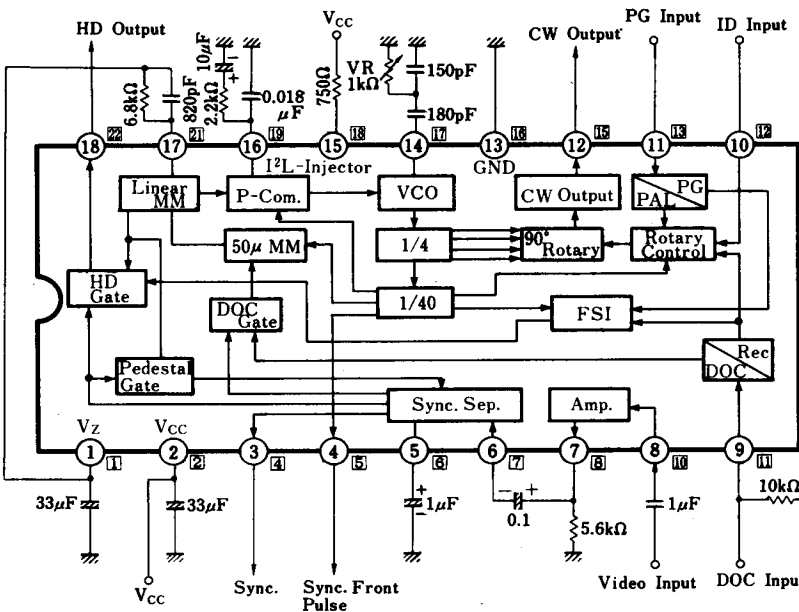 HD Output
VCC
CW Output
PG Input
ID Input
6.8kΩ
820pF
10μF
−
+
2.2kΩ
0.018
μF
750Ω
VR
1kΩ
150pF
180pF
22
21
19
18
17
16
15
13
12
18
17
16
15
14
13
12
11
10
I²L-Injector
GND
Linear
MM
P-Com.
VCO
CW Output
PG
PAL
50μ MM
1/4
90°
Rotary
Rotary
Control
HD
Gate
DOC
Gate
1/40
FSI
Rec
DOC
Pedestal
Gate
Sync. Sep.
Amp.
VZ
VCC
1
2
3
4
5
6
7
8
9
1
2
4
5
6
7
8
10
11
33μF
33μF
+
−
1μF
−
+
0.1
5.6kΩ
1μF
10kΩ
VCC
Sync.
Sync. Front
Pulse
Video Input
DOC Input